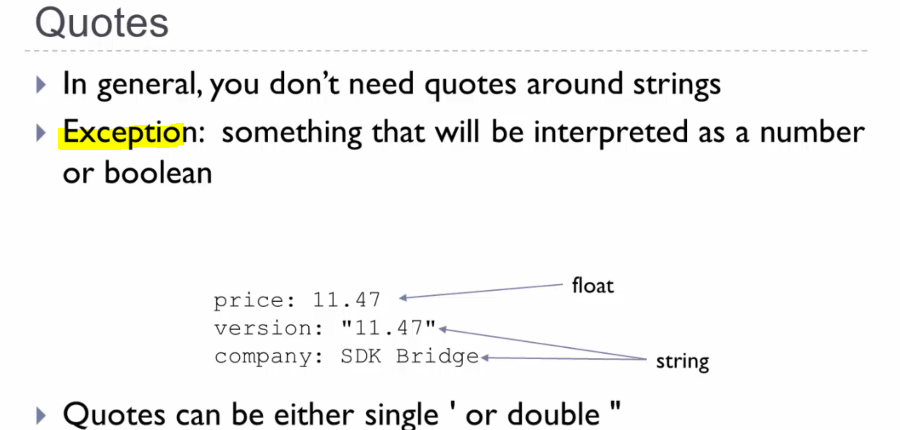 Quotes
In general, you don't need quotes around strings
Exception: something that will be interpreted as a number
or boolean
float
price: 11.47
version: "11.47"
company: SDK Bridge
string
Quotes can be either single ' or double "